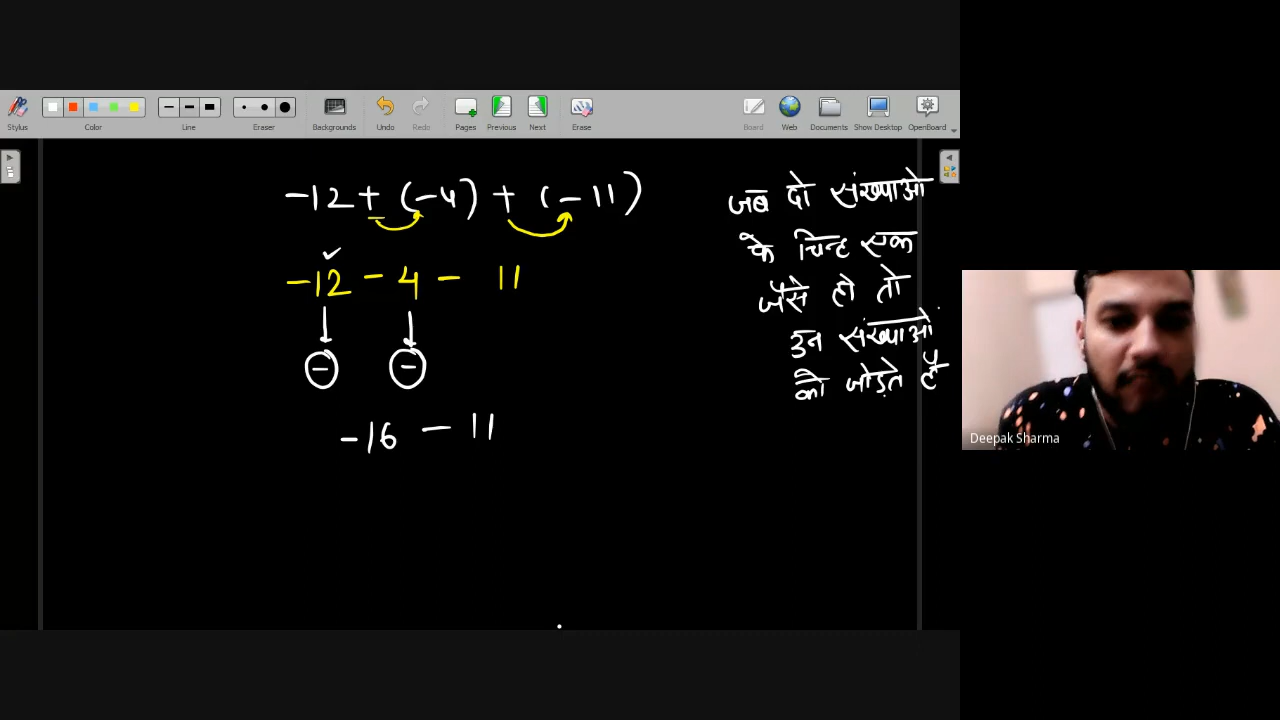 Stylus
Color
Line
Eraser
Backgrounds
Undo
Redo
Pages
Previous
Next
Erase
Board
Web
Documents
Show Desktop
OpenBoard
-12 + (-4) + (-11)
-12 - 4 - 11
- -
-16 - 11
जब दो संख्याओ
के चिन्ह एक
जैसे हो तो
उन संख्याओं
को जोड़ते है
Deepak Sharma